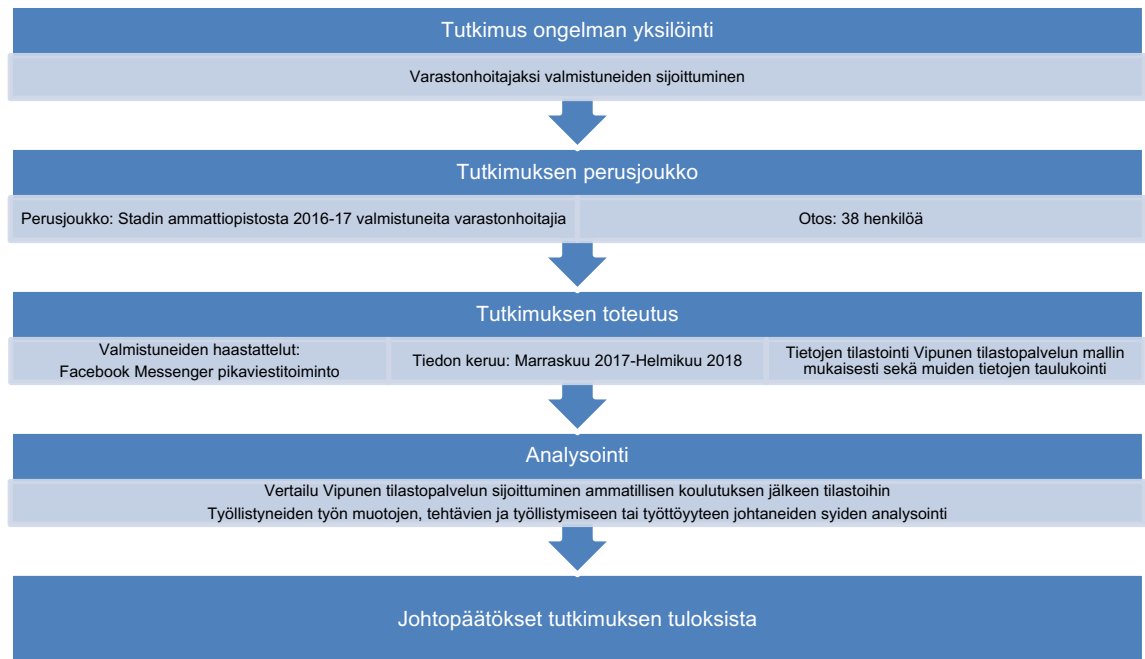 Tutkimus ongelman yksilöinti
Varastonhoitajaksi valmistuneiden sijoittuminen
Tutkimuksen perusjoukko
Perusjoukko: Stadin ammattiopistosta 2016-17 valmistuneita varastonhoitajia
Otos: 38 henkilöä
Tutkimuksen toteutus
Valmistuneiden haastattelut:
Facebook Messenger pikaviestitoiminto
Tiedon keruu: Marraskuu 2017-Helmikuu 2018
Tietojen tilastointi Vipunen tilastopalvelun mallin
mukaisesti sekä muiden tietojen taulukointi
Analysointi
Vertailu Vipunen tilastopalvelun sijoittuminen ammatillisen koulutuksen jälkeen tilastoihin
Työllistyneiden työn muotojen, tehtävien ja työllistymiseen tai työttöyyteen johtaneiden syiden analysointi
Johtopäätökset tutkimuksen tuloksista